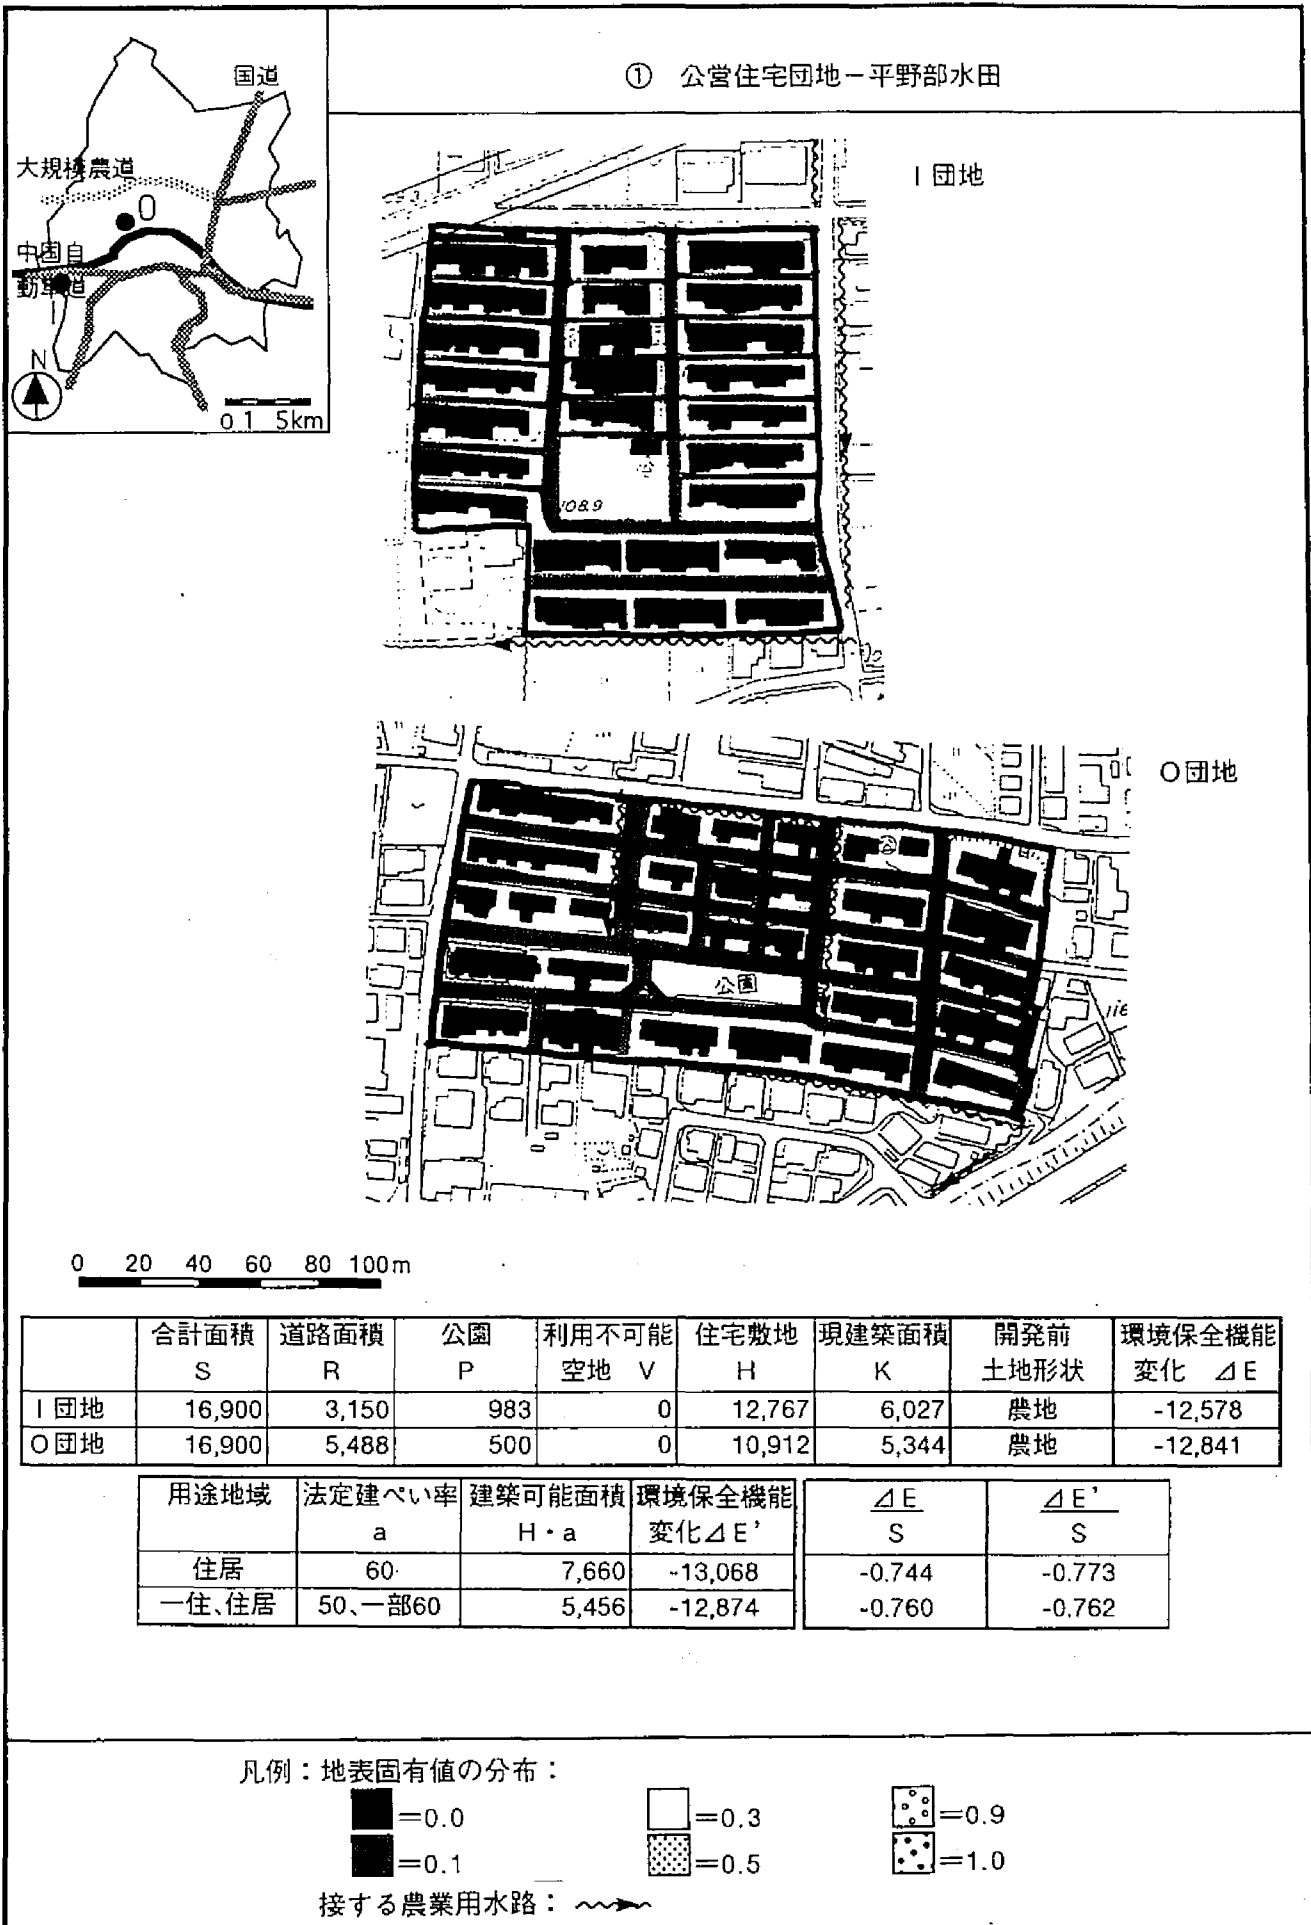 ① 公営住宅団地－平野部水田
国道
大規模農道
O
中国自
動車道
I
N
0 1 5km
I団地
108.9
O団地
公園
0 20 40 60 80 100m
合計面積 道路面積 公園 利用不可能 住宅敷地 現建築面積 開発前 環境保全機能
S R P 空地 V H K 土地形状 変化 ⊿E
I団地 16,900 3,150 983 0 12,767 6,027 農地 -12,578
O団地 16,900 5,488 500 0 10,912 5,344 農地 -12,841
用途地域 法定建ぺい率 建築可能面積 環境保全機能 ⊿E ⊿E'
a H・a 変化⊿E' S S
住居 60 7,660 -13,068 -0.744 -0.773
一住、住居 50、一部60 5,456 -12,874 -0.760 -0.762
凡例：地表固有値の分布：
=0.0 =0.3 =0.9
=0.1 =0.5 =1.0
接する農業用水路：